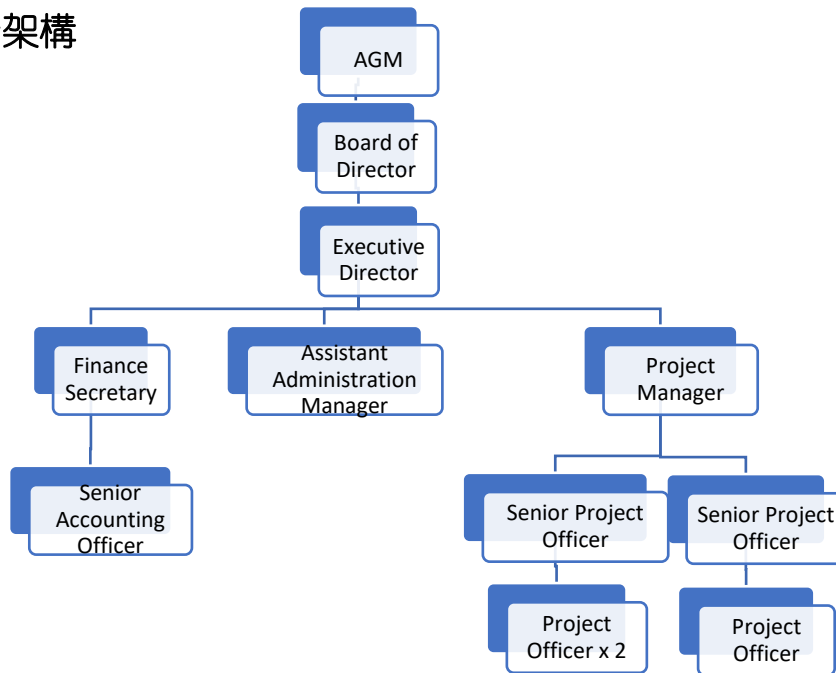 架構
AGM
Board of
Director
Executive
Director
Finance
Secretary
Assistant
Administration
Manager
Project
Manager
Senior
Accounting
Officer
Senior Project
Officer
Senior Project
Officer
Project
Officer x 2
Project
Officer